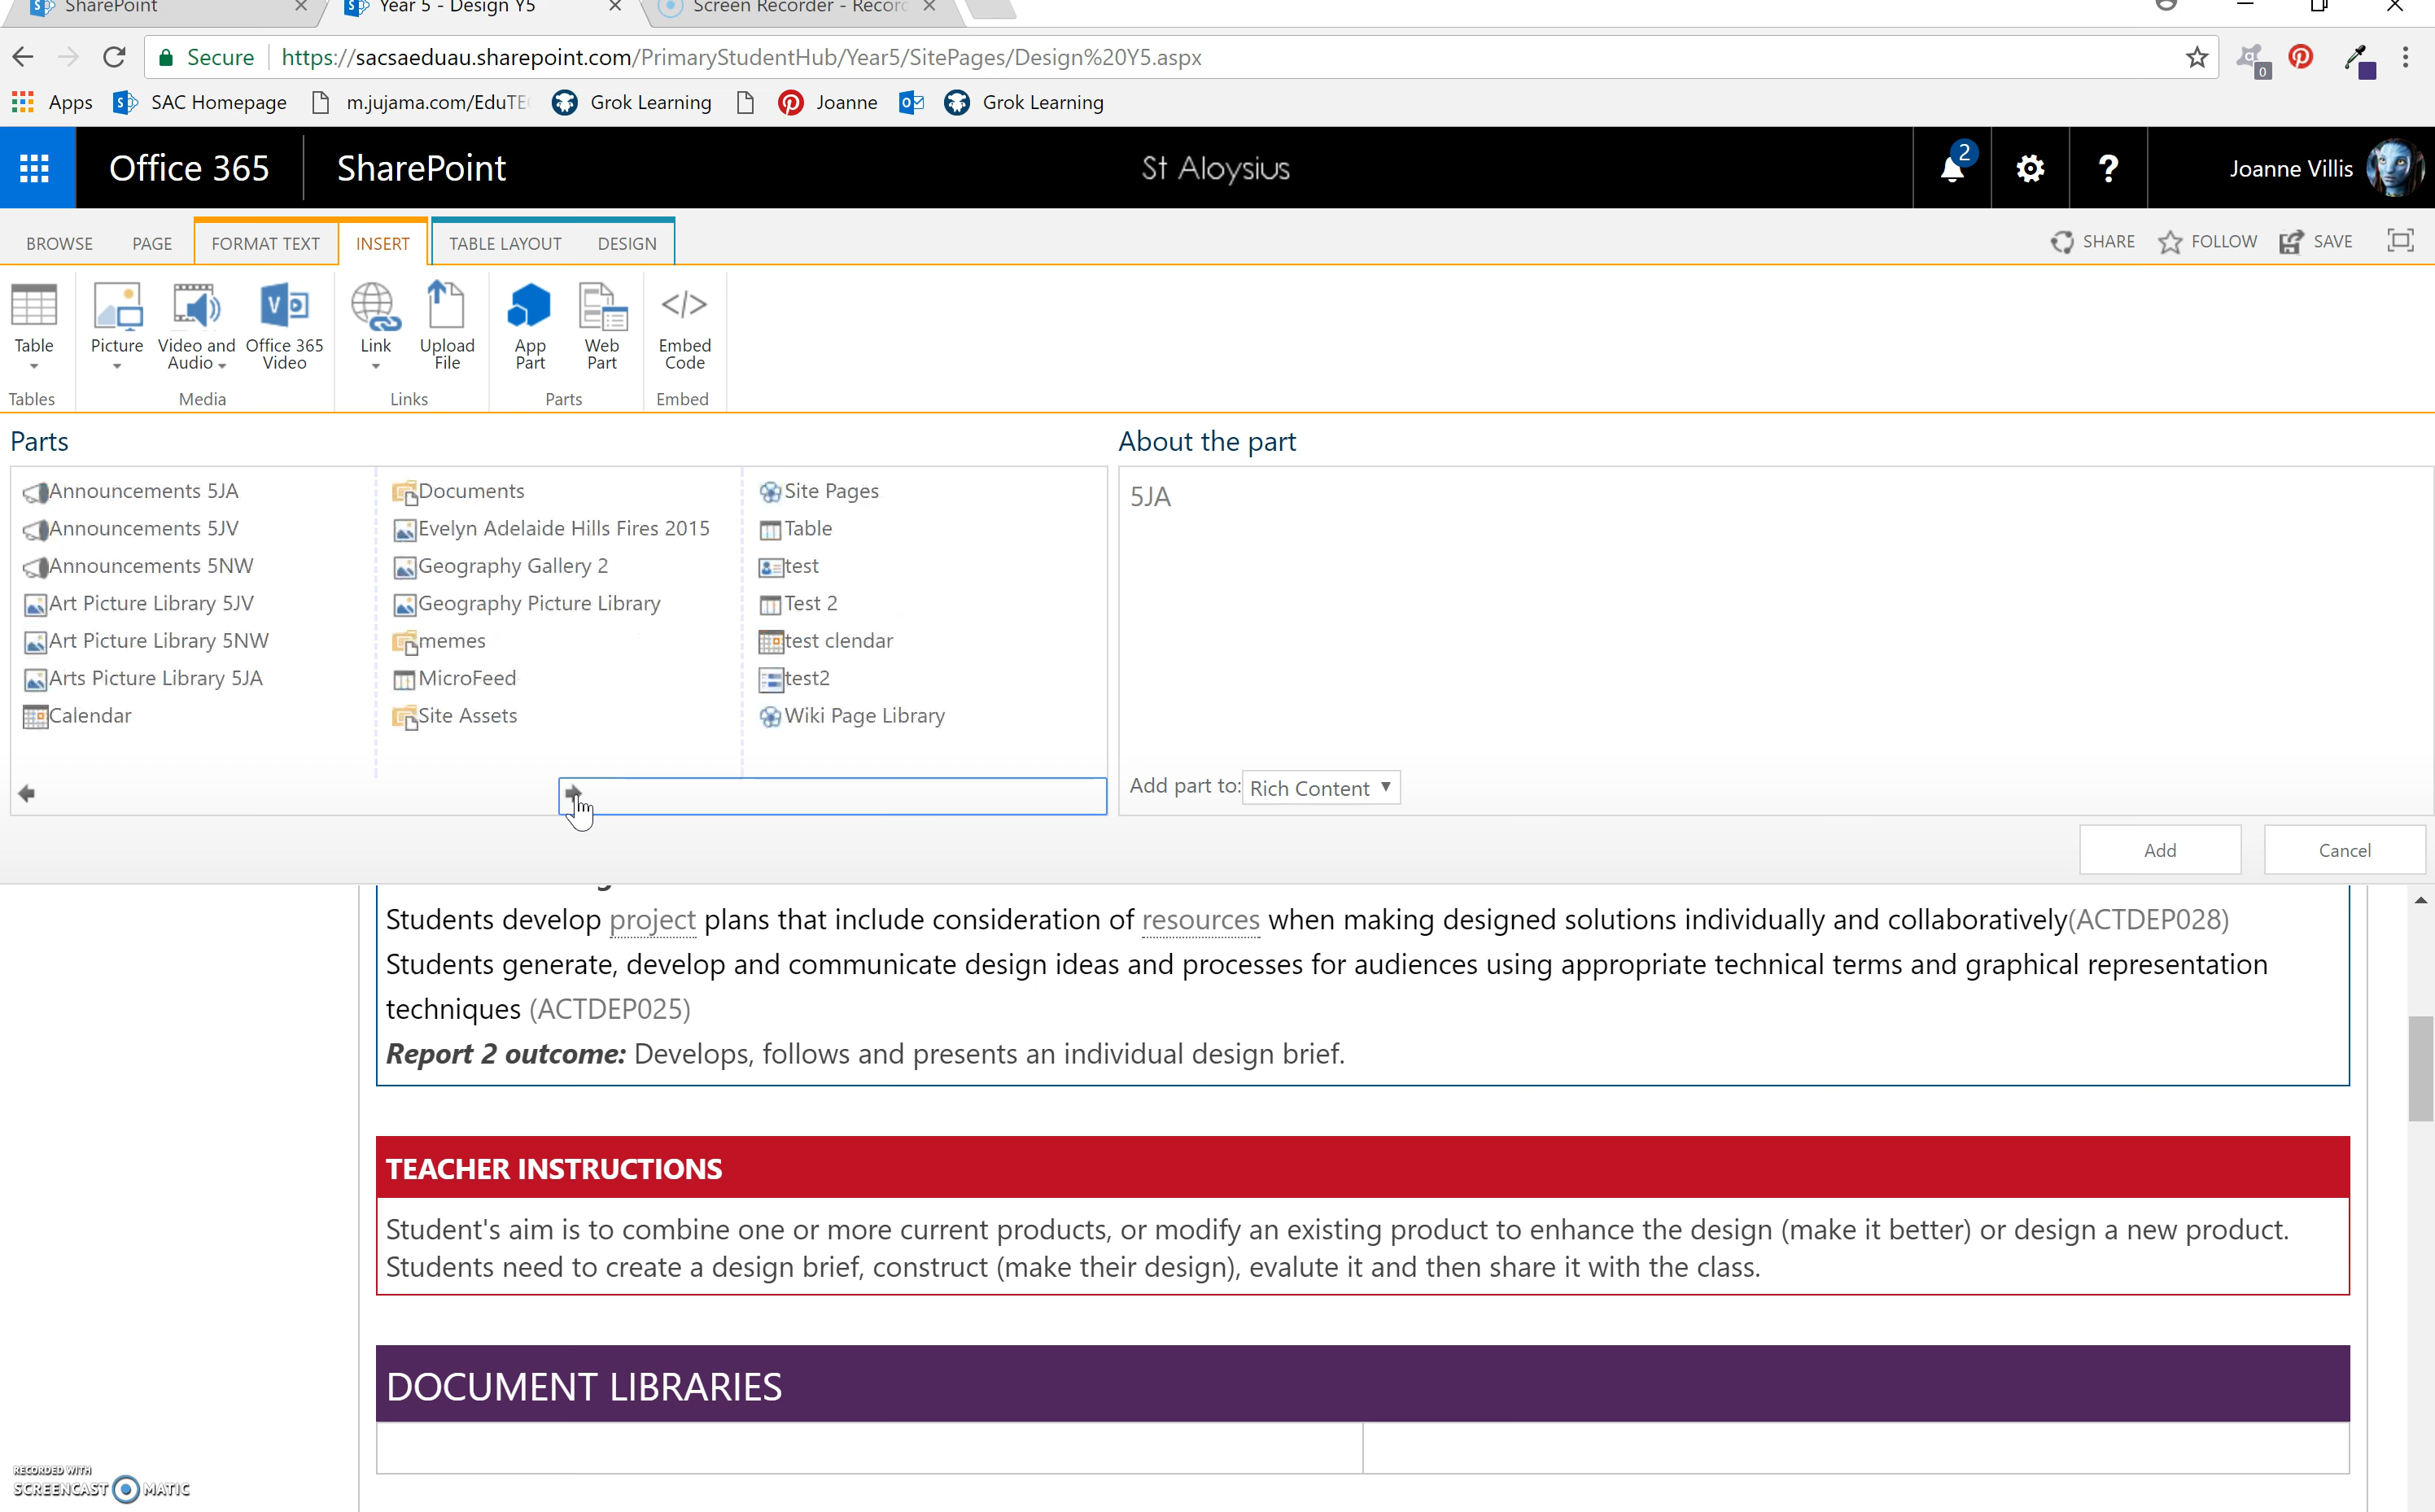 SharePoint
Year 5 - Design Y5
Screen Recorder - Record
Secure https://sacsaeduau.sharepoint.com/PrimaryStudentHub/Year5/SitePages/Design%20Y5.aspx
0
Apps SAC Homepage m.jujama.com/EduTE Grok Learning Joanne Grok Learning
Office 365 SharePoint St Aloysius 2 ? Joanne Villis
BROWSE PAGE FORMAT TEXT INSERT TABLE LAYOUT DESIGN SHARE FOLLOW SAVE
Table
Picture
Video and Audio
Office 365 Video
Link
Upload File
App Part
Web Part
Embed Code
Tables Media Links Parts Embed
Parts
Announcements 5JA
Announcements 5JV
Announcements 5NW
Art Picture Library 5JV
Art Picture Library 5NW
Arts Picture Library 5JA
Calendar
Documents
Evelyn Adelaide Hills Fires 2015
Geography Gallery 2
Geography Picture Library
memes
MicroFeed
Site Assets
Site Pages
Table
test
Test 2
test clendar
test2
Wiki Page Library
About the part
5JA
Add part to: Rich Content
Add Cancel
Students develop project plans that include consideration of resources when making designed solutions individually and collaboratively(ACTDEP028)
Students generate, develop and communicate design ideas and processes for audiences using appropriate technical terms and graphical representation
techniques (ACTDEP025)
Report 2 outcome: Develops, follows and presents an individual design brief.
TEACHER INSTRUCTIONS
Student's aim is to combine one or more current products, or modify an existing product to enhance the design (make it better) or design a new product.
Students need to create a design brief, construct (make their design), evalute it and then share it with the class.
DOCUMENT LIBRARIES
RECORDED WITH
SCREENCAST MATIC